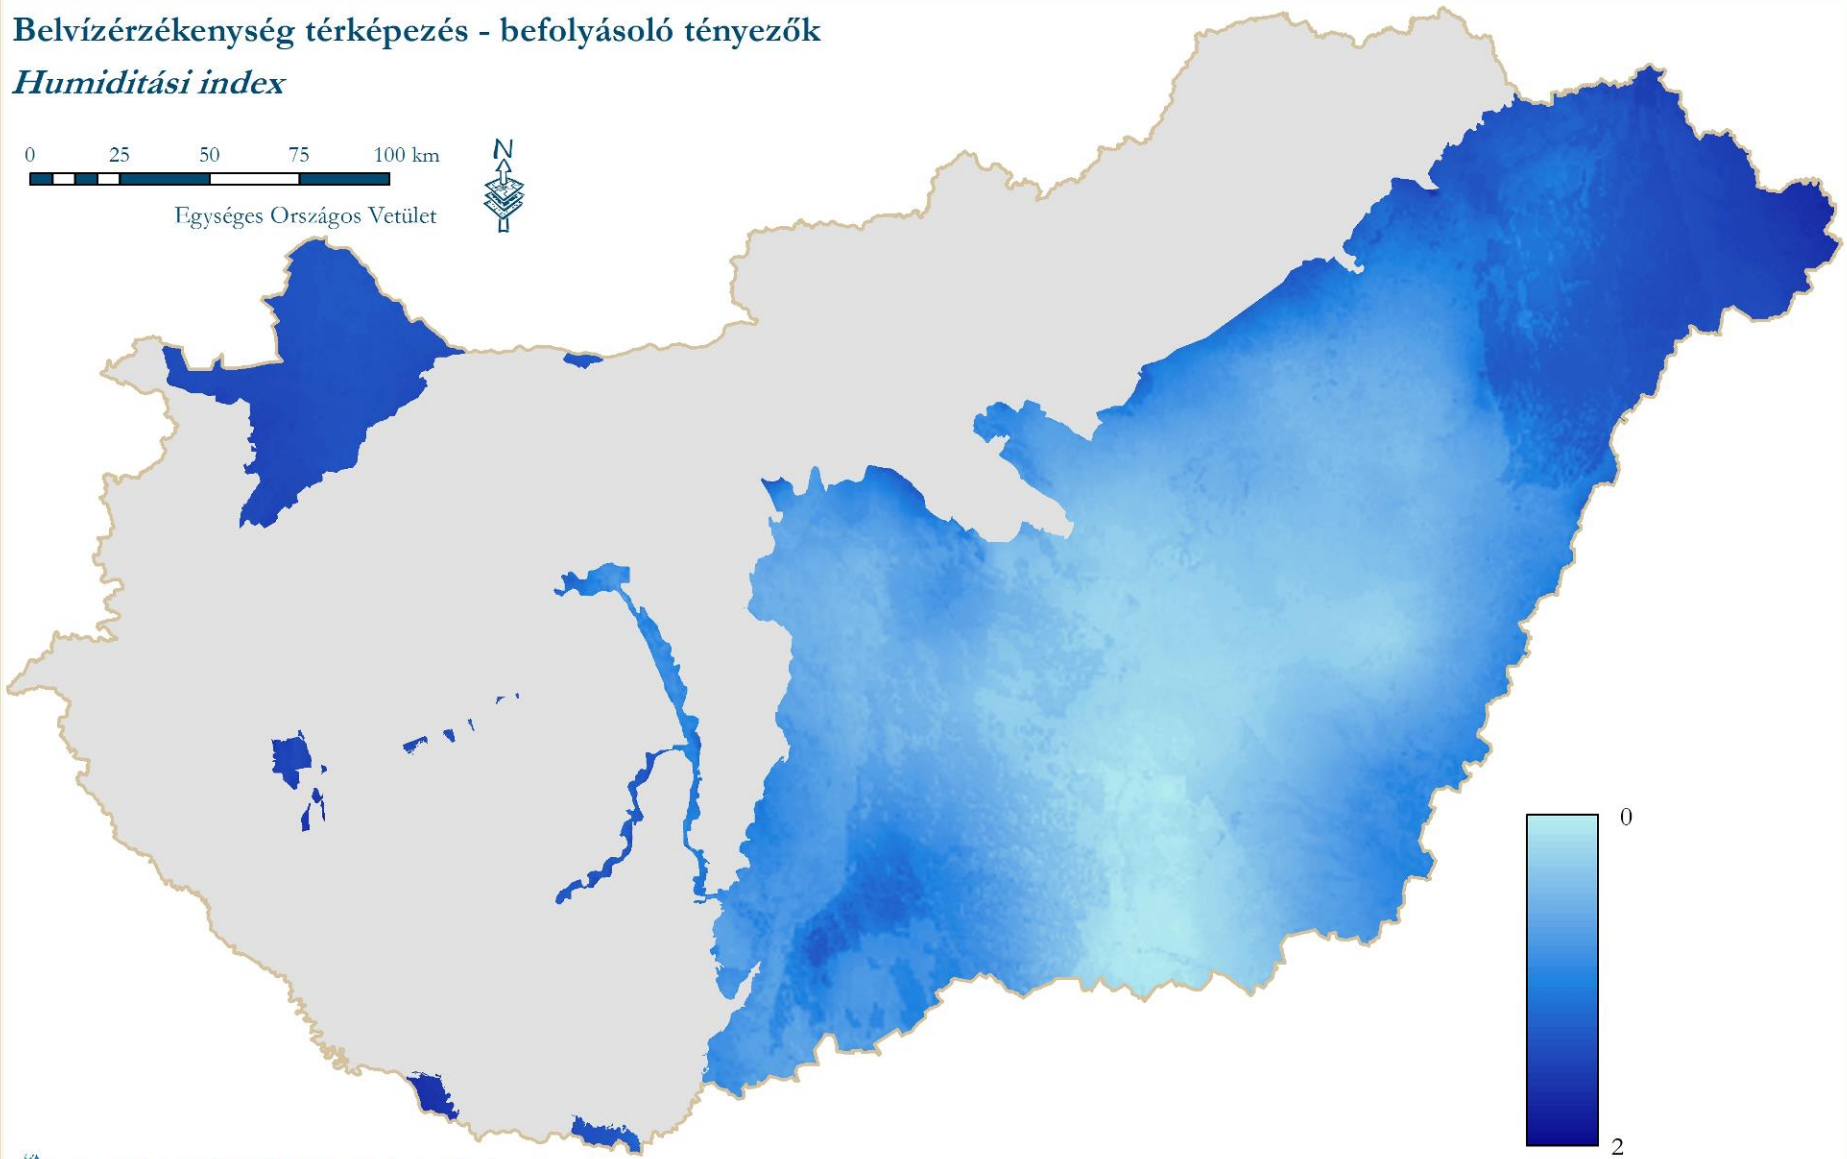 Belvízérzékenység térképezés - befolyásoló tényezők
Humiditási index
0 25 50 75 100 km
N
Egységes Országos Vetület
0
2